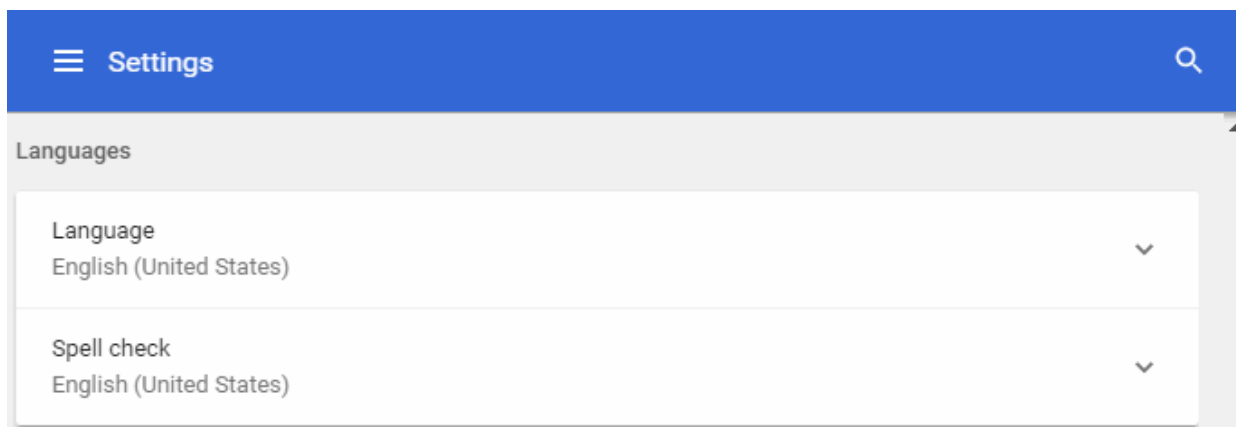 Settings
Languages
Language
English (United States)
Spell check
English (United States)